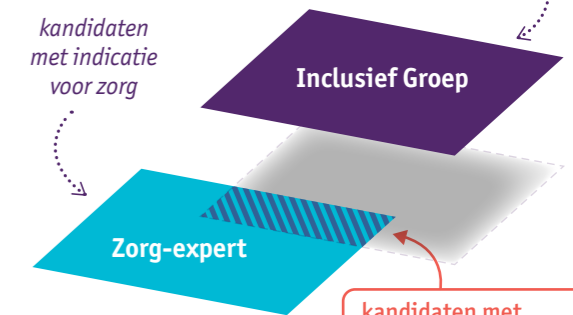 kandidaten
met indicatie
voor zorg
Inclusief Groep
Zorg-expert
kandidaten met